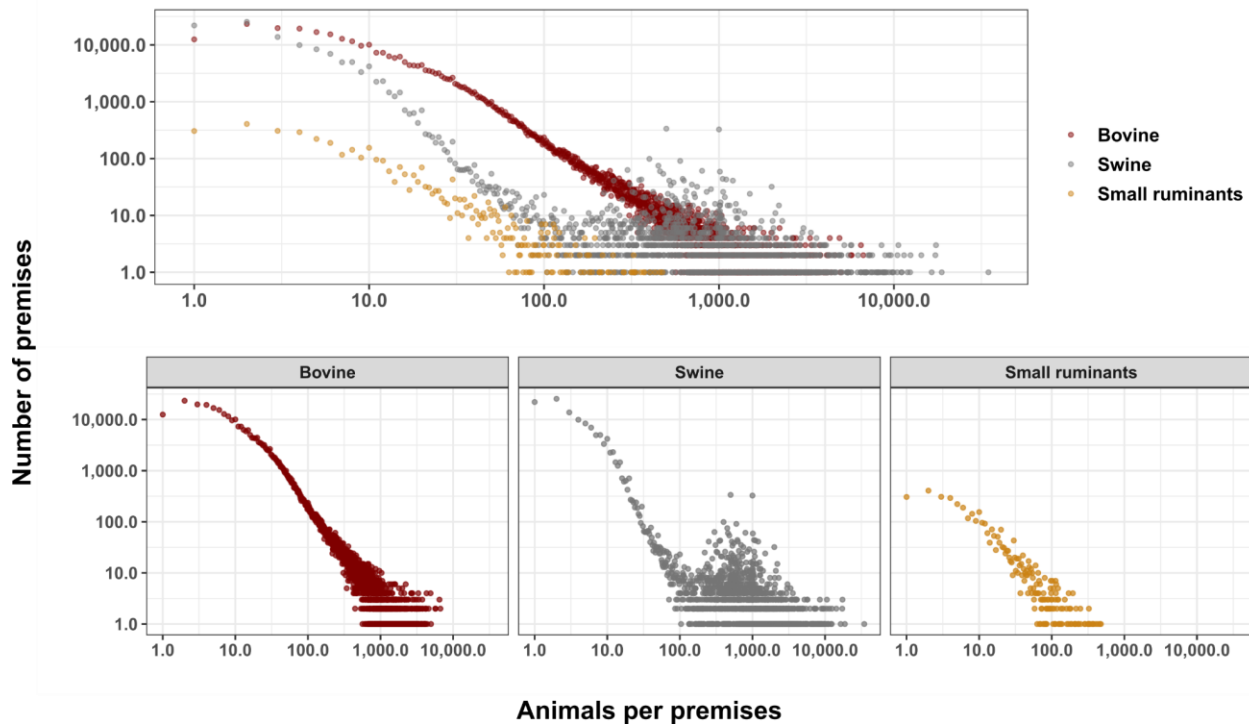 10,000.0
1,000.0
100.0
10.0
1.0
1.0 10.0 100.0 1,000.0 10,000.0
Bovine
Swine
Small ruminants
Number of premises
Bovine Swine Small ruminants
10,000.0
1,000.0
100.0
10.0
1.0
1.0 10.0 100.0 1,000.0 10,000.0 1.0 10.0 100.0 1,000.0 10,000.0 1.0 10.0 100.0 1,000.0 10,000.0
Animals per premises